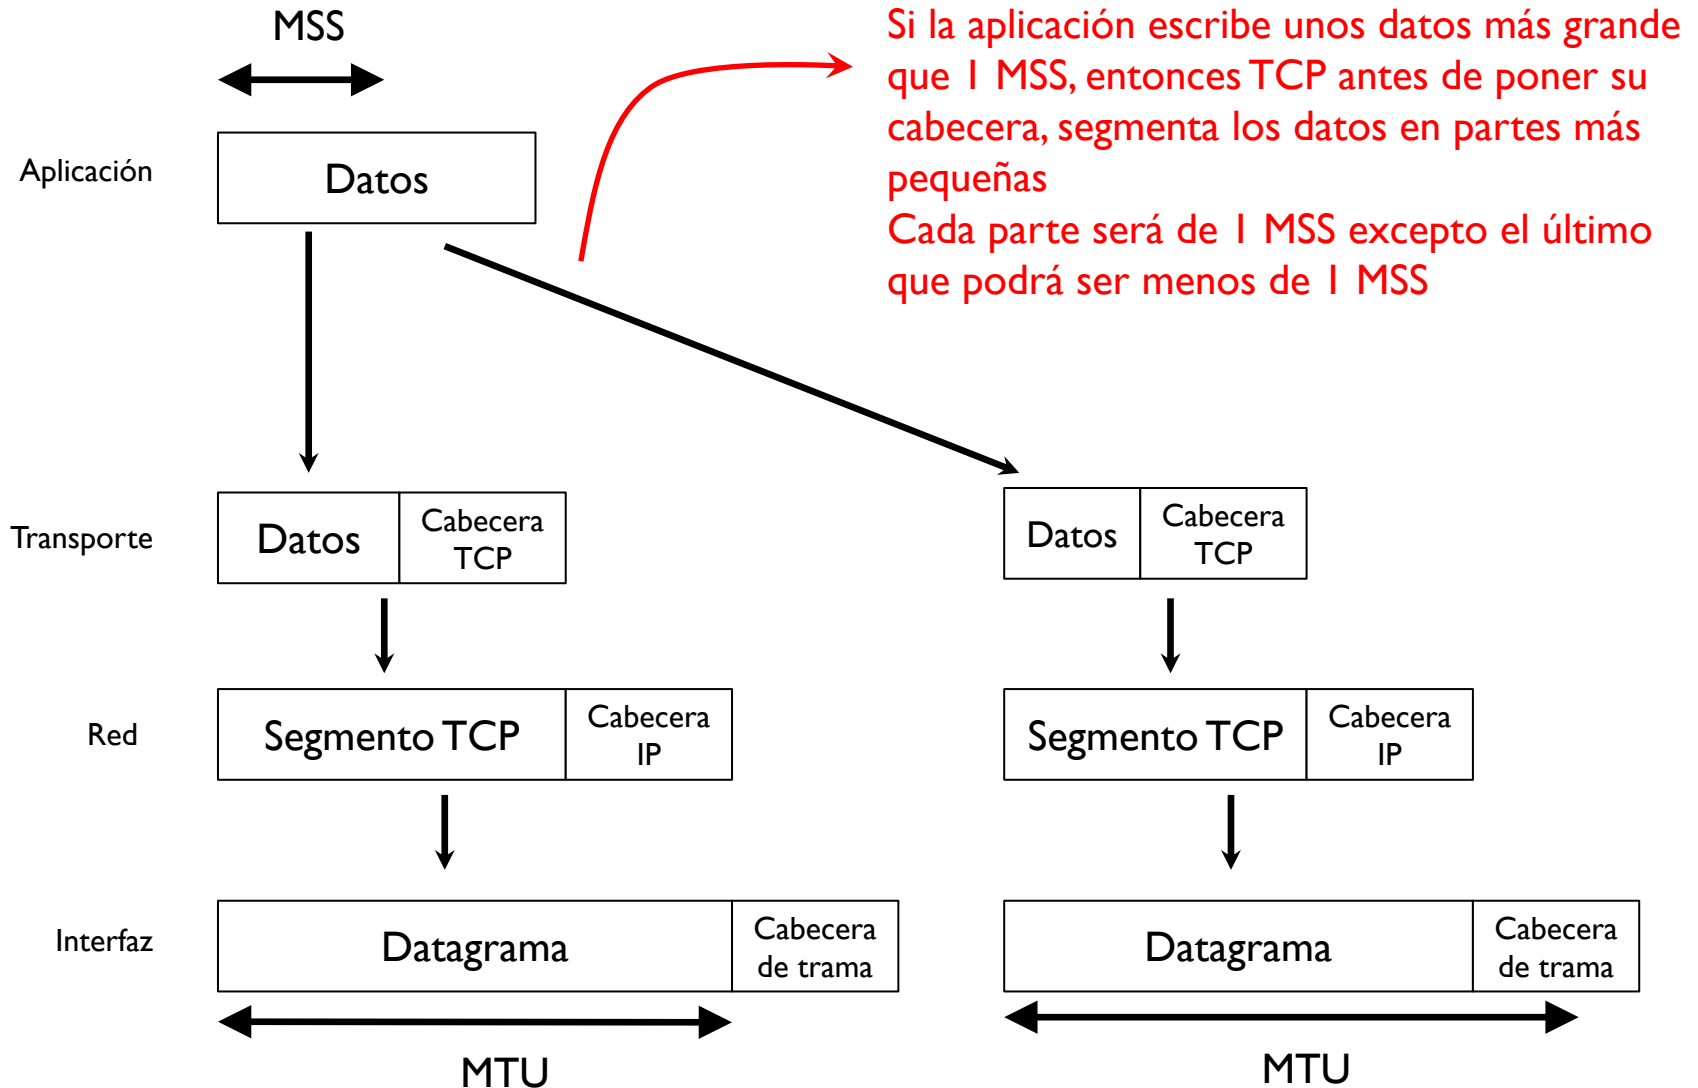 MSS
Si la aplicación escribe unos datos más grande
que 1 MSS, entonces TCP antes de poner su
cabecera, segmenta los datos en partes más
pequeñas
Cada parte será de 1 MSS excepto el último
que podrá ser menos de 1 MSS
Aplicación
Datos
Transporte
Datos
Cabecera
TCP
Datos
Cabecera
TCP
Red
Segmento TCP
Cabecera
IP
Segmento TCP
Cabecera
IP
Interfaz
Datagrama
Cabecera
de trama
Datagrama
Cabecera
de trama
MTU
MTU